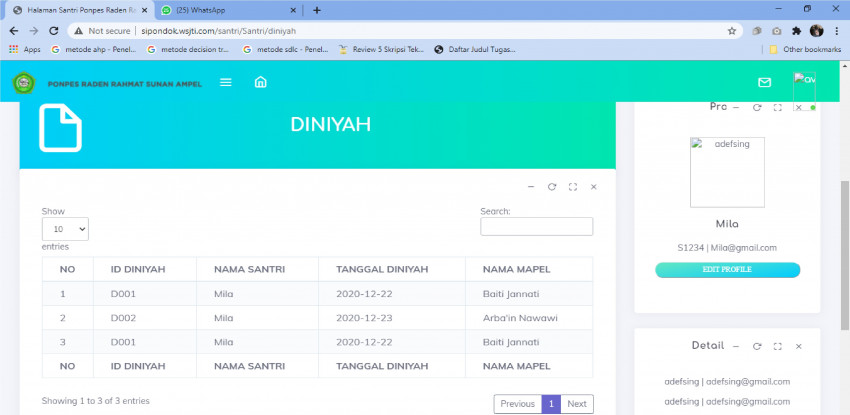 Halaman Santri Ponpes Raden Ra
(25) WhatsApp
Not secure | sipondok.wsjti.com/santri/Santri/diniyah
Apps
metode ahp - Penel...
metode decision tr...
metode sdlc - Penel...
Review 5 Skripsi Tek...
Daftar Judul Tugas...
Other bookmarks
PONPES RADEN RAHMAT SUNAN AMPEL
av
DINIYAH
Show
10
entries
Search:
NO ID DINIYAH NAMA SANTRI TANGGAL DINIYAH NAMA MAPEL
1 D001 Mila 2020-12-22 Baiti Jannati
2 D002 Mila 2020-12-23 Arba'in Nawawi
3 D001 Mila 2020-12-22 Baiti Jannati
NO ID DINIYAH NAMA SANTRI TANGGAL DINIYAH NAMA MAPEL
Showing 1 to 3 of 3 entries
Previous 1 Next
Pro
adefsing
Mila
S1234 | Mila@gmail.com
EDIT PROFILE
Detail
adefsing | adefsing@gmail.com
adefsing | adefsing@gmail.com